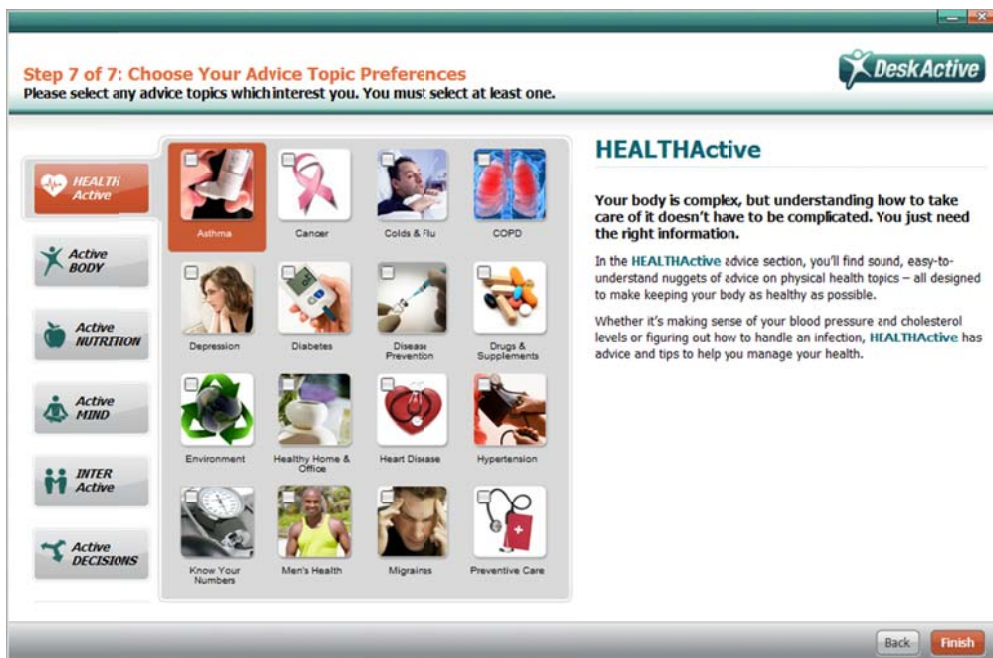 Step 7 of 7: Choose Your Advice Topic Preferences
Please select any advice topics which interest you. You must select at least one.
DeskActive
HEALTH
Active
Active
BODY
Active
NUTRITION
Active
MIND
INTER
Active
Active
DECISIONS
Asthma
Cancer
Colds & Flu
COPD
Depression
Diabetes
Disease
Prevention
Drugs &
Supplements
Environment
Healthy Home &
Office
Heart Disease
Hypertension
Know Your
Numbers
Men's Health
Migraines
Preventive Care
HEALTHActive
Your body is complex, but understanding how to take
care of it doesn't have to be complicated. You just need
the right information.
In the HEALTHActive advice section, you'll find sound, easy-to-
understand nuggets of advice on physical health topics – all designed
to make keeping your body as healthy as possible.
Whether it's making sense of your blood pressure and cholesterol
levels or figuring out how to handle an infection, HEALTHActive has
advice and tips to help you manage your health.
Back
Finish